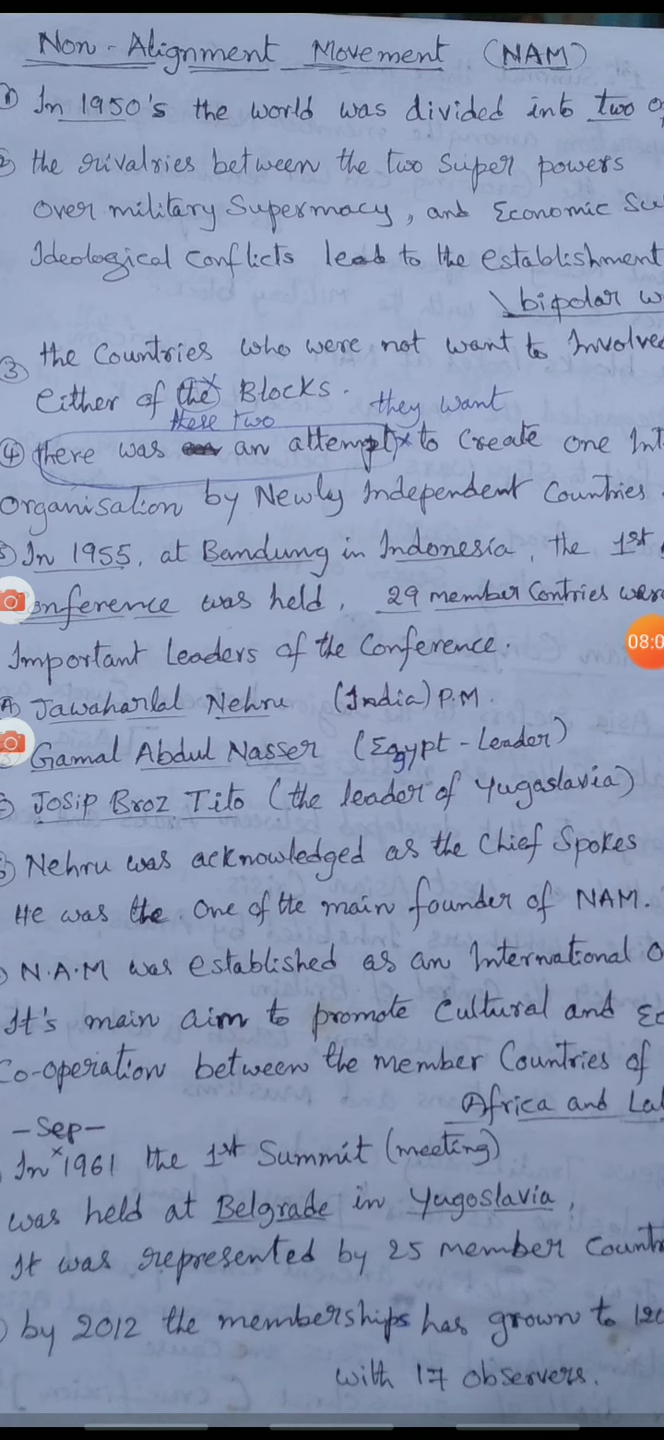 Non-Alignment Movement (NAM)
① In 1950's the world was divided into two
② the rivalries between the two super powers
over military Supermacy, and Economic
Ideological Conflicts lead to the establishment
bipolar
③ the Countries who were not want to Involve
Either of the Blocks. they want
these two
④ there was an attempt to Create one
Organisation by Newly Independent Countries
In 1955, at Bandung in Indonesia, the 1st
Conference was held, 29 member Contries
Important Leaders of the Conference.
08:0
A Jawaharlal Nehru (India) P.M.
Gamal Abdul Nasser (Egypt - Leader)
Josip Broz Tito (the leader of Yugaslavia)
Nehru was acknowledged as the Chief Spokes
He was the one of the main founder of NAM.
N.A.M was established as an International
It's main aim to promote Cultural and
Co-operation between the member Countries of
Africa and
-Sep-
In 1961 the 1st Summit (meeting)
was held at Belgrade in Yugoslavia,
It was represented by 25 member
by 2012 the memberships has grown to
with 17 observers.